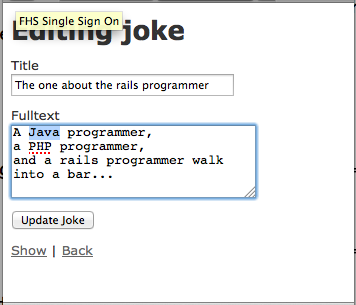 FHS Single Sign On
Editing joke
Title
The one about the rails programmer
Fulltext
A Java programmer,
a PHP programmer,
and a rails programmer walk
into a bar...
Update Joke
Show | Back